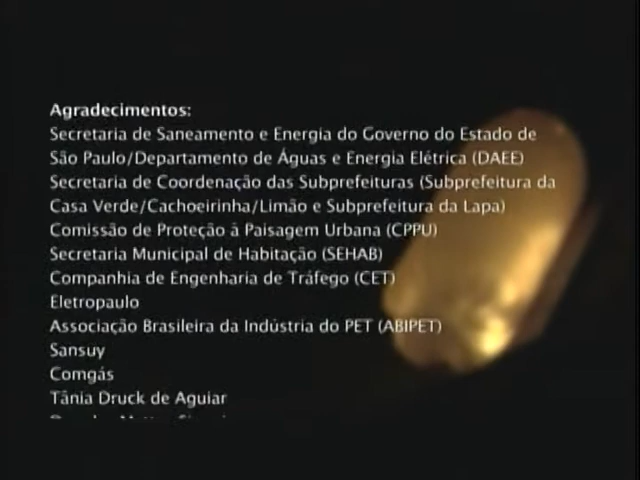 Agradecimentos:
Secretaria de Saneamento e Energia do Governo do Estado de
São Paulo/Departamento de Águas e Energia Elétrica (DAEE)
Secretaria de Coordenação das Subprefeituras (Subprefeitura da
Casa Verde/Cachoeirinha/Limão e Subprefeitura da Lapa)
Comissão de Proteção à Paisagem Urbana (CPPU)
Secretaria Municipal de Habitação (SEHAB)
Companhia de Engenharia de Tráfego (CET)
Eletropaulo
Associação Brasileira da Indústria do PET (ABIPET)
Sansuy
Comgás
Tânia Druck de Aguiar